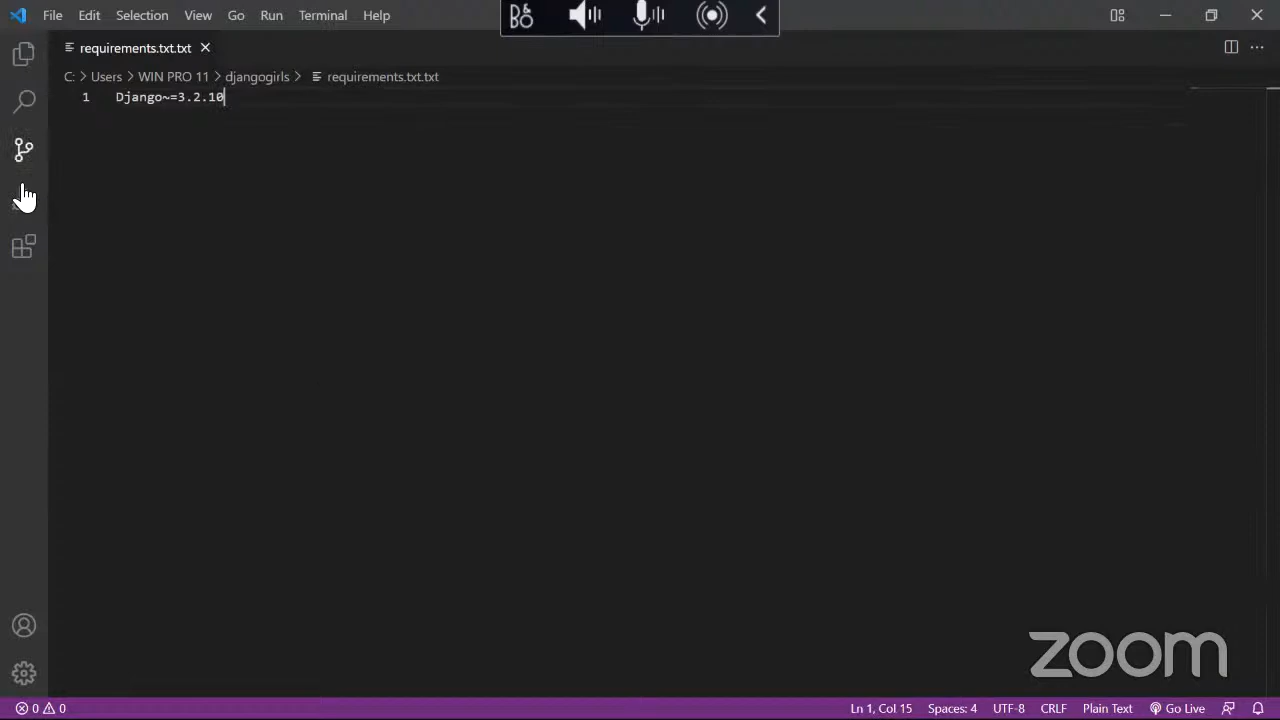 File Edit Selection View Go Run Terminal Help
requirements.txt.txt
C: > Users > WIN PRO 11 > djangogirls > requirements.txt.txt
1 Django~=3.2.10
zoom
0 0 Ln 1, Col 15 Spaces: 4 UTF-8 CRLF Plain Text Go Live